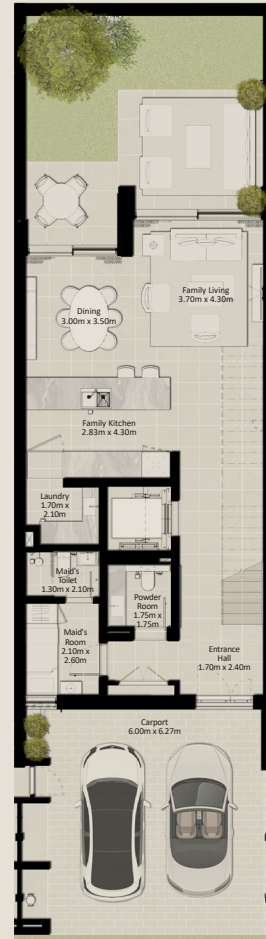 Family Living
3.70m x 4.30m
Dining
3.00m x 3.50m
Family Kitchen
2.83m x 4.30m
Laundry
1.70m x
2.10m
Maid's
Toilet
1.30m x 2.10m
Powder
Room
1.75m x
1.75m
Maid's
Room
2.10m x
2.60m
Entrance
Hall
1.70m x 2.40m
Carport
6.00m x 6.27m